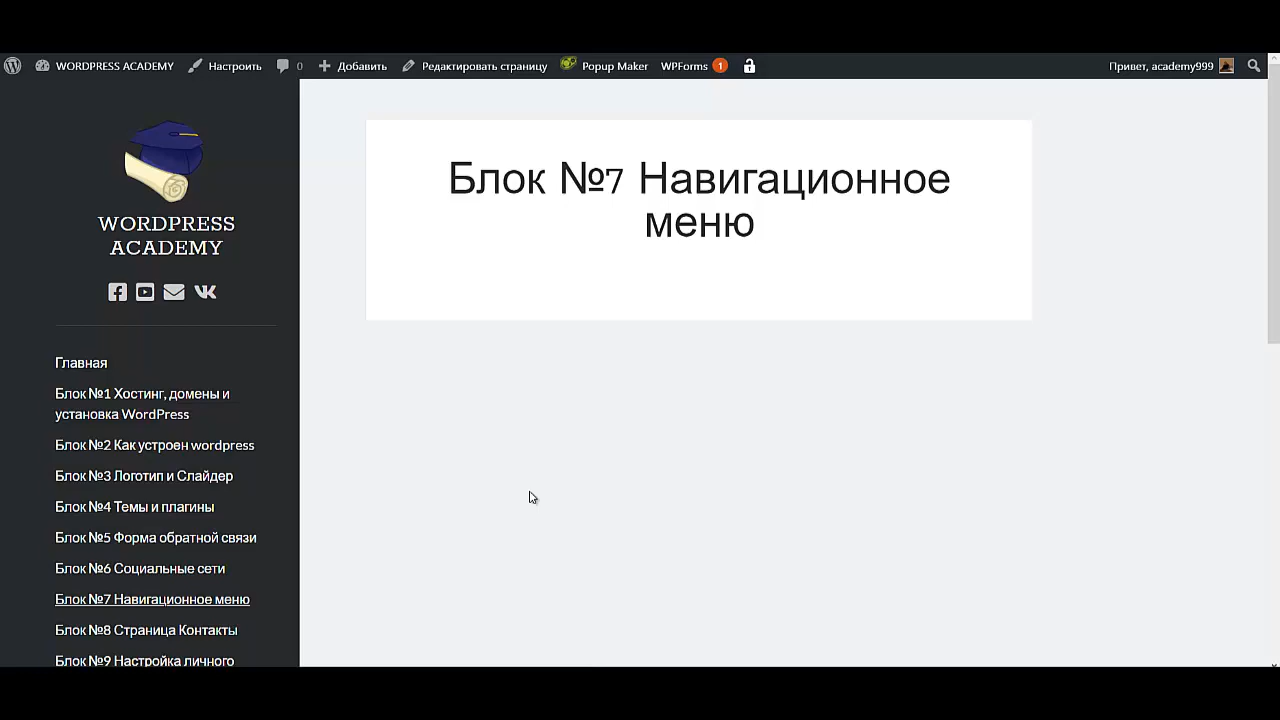 WORDPRESS ACADEMY Настроить 0 Добавить Редактировать страницу Popup Maker WPForms 1 Привет, academy999
WORDPRESS
ACADEMY
Главная
Блок №1 Хостинг, домены и
установка WordPress
Блок №2 Как устроен wordpress
Блок №3 Логотип и Слайдер
Блок №4 Темы и плагины
Блок №5 Форма обратной связи
Блок №6 Социальные сети
Блок №7 Навигационное меню
Блок №8 Страница Контакты
Блок №9 Настройка личного
Блок №7 Навигационное
меню